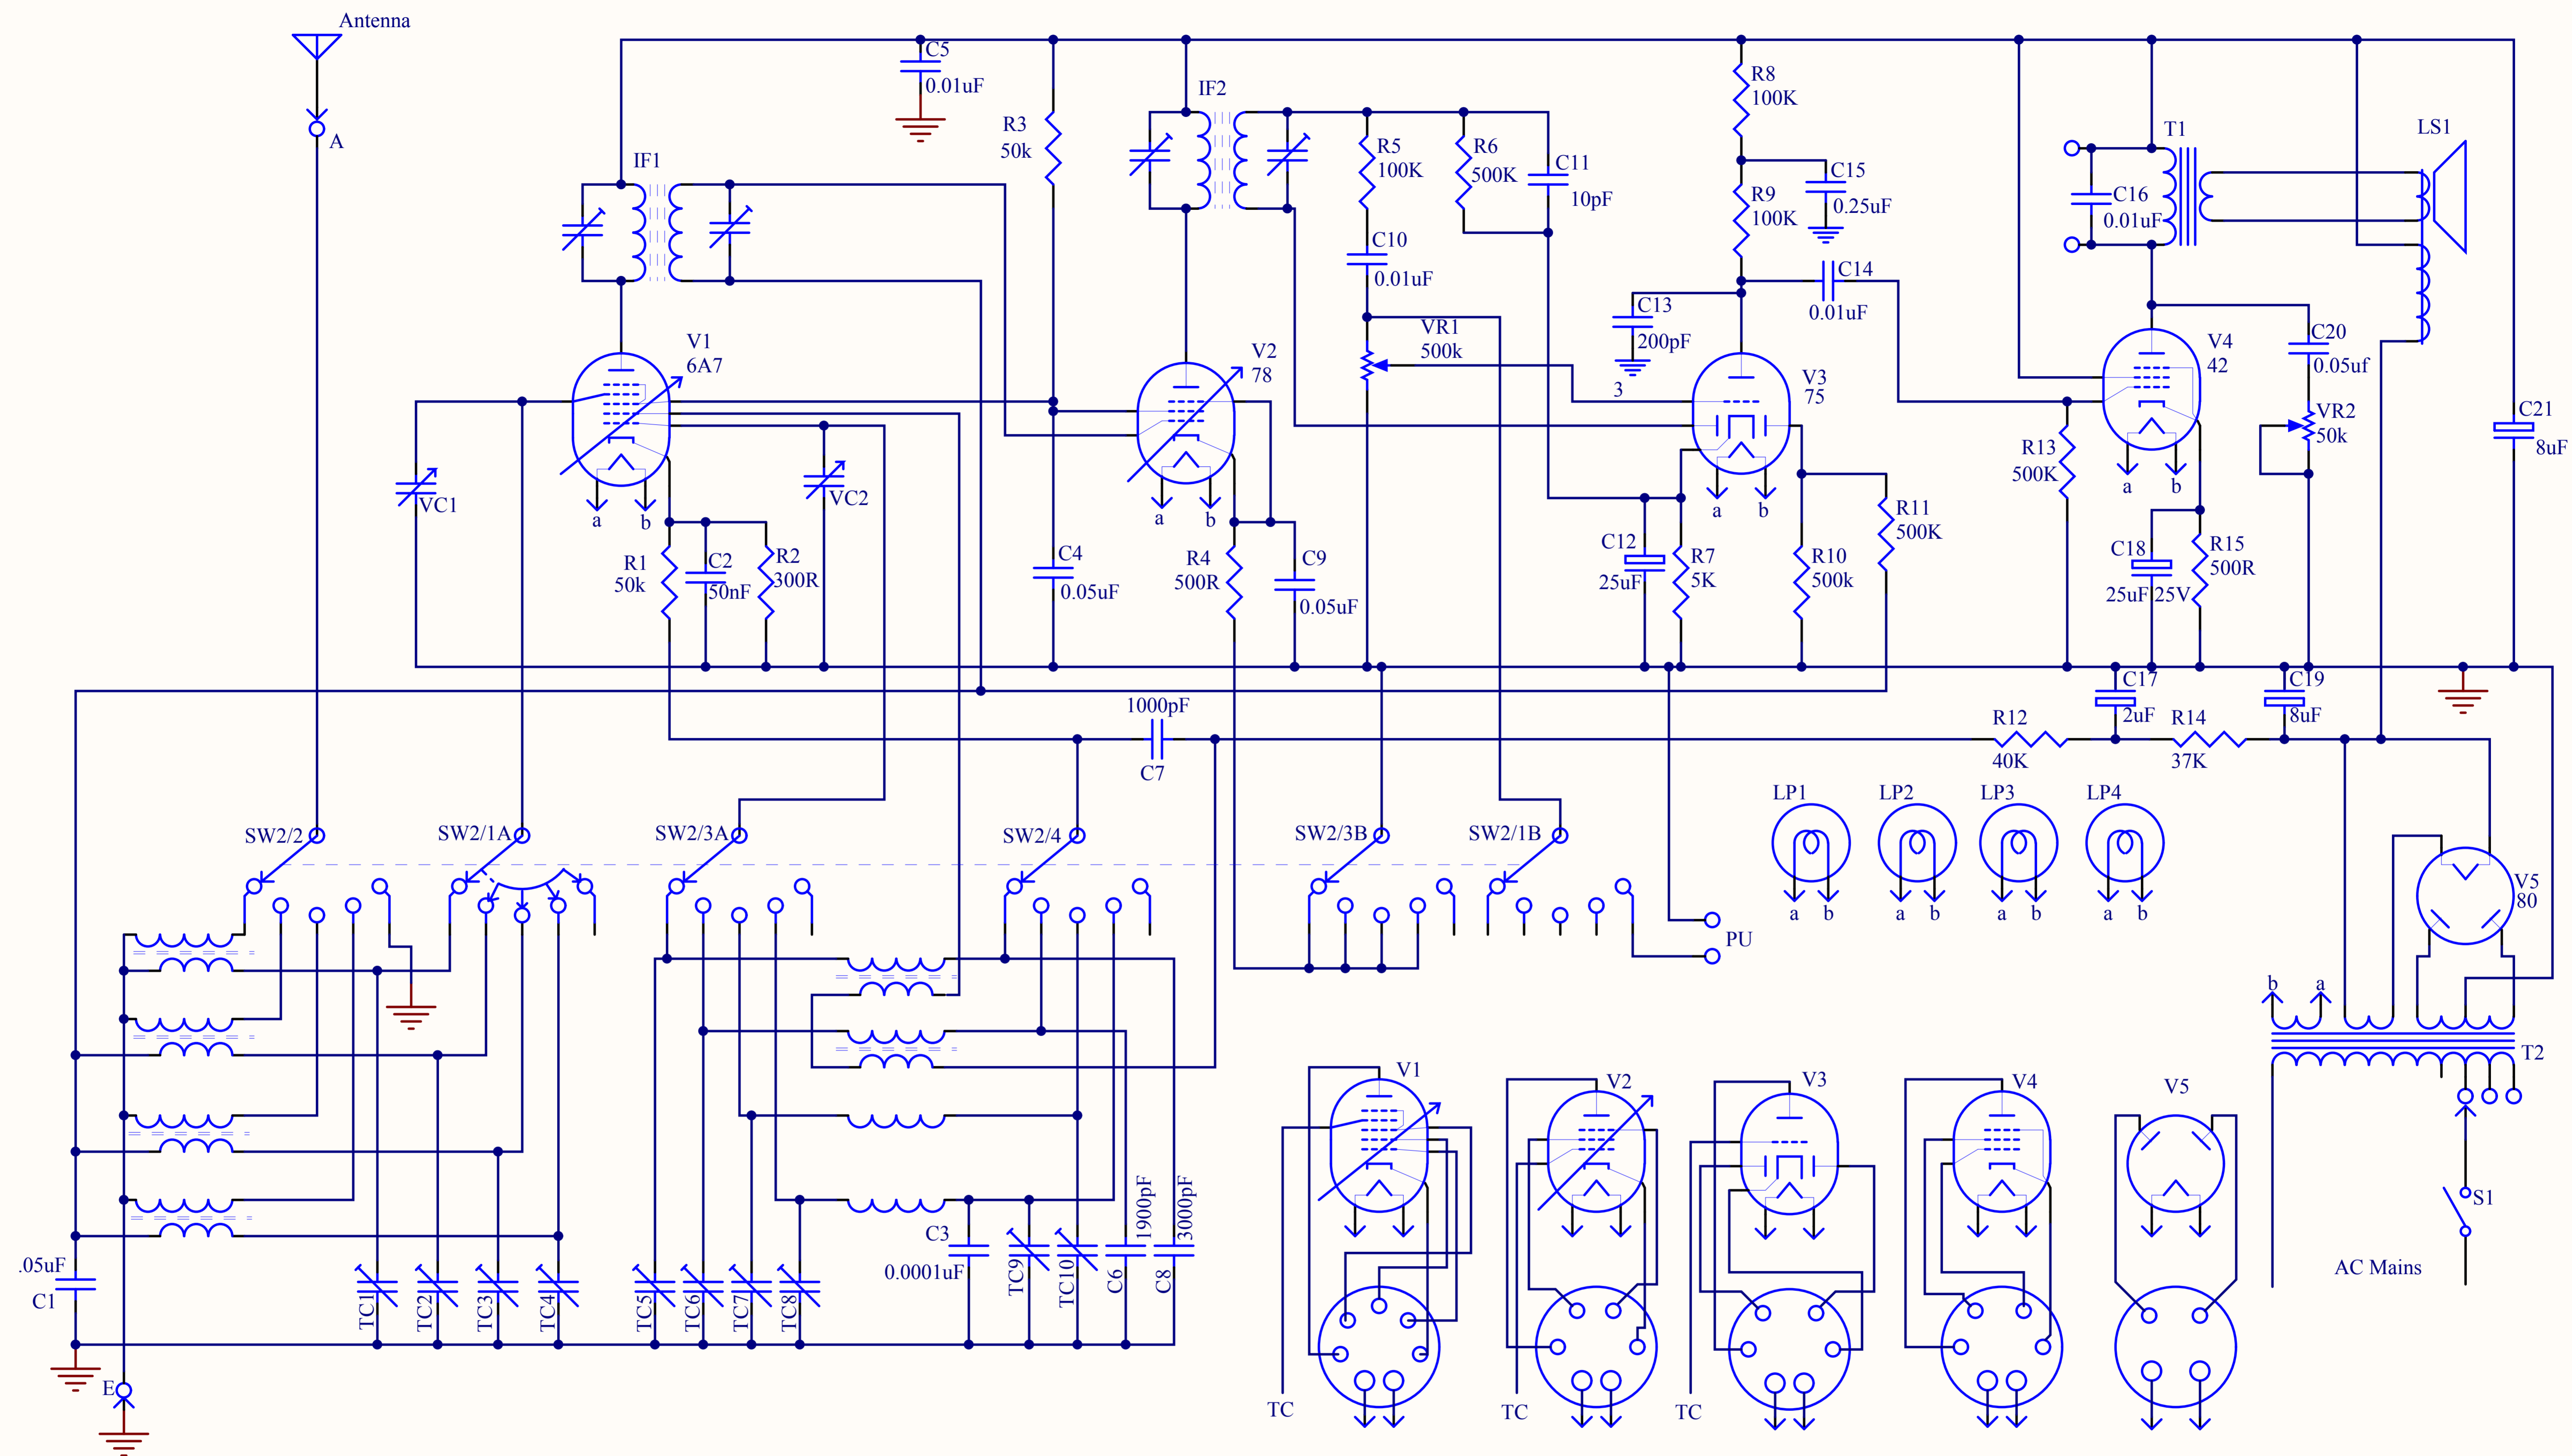 Antenna
A
C5
0.01uF
R3
50k
IF1
IF2
R5
100K
R6
500K
C11
10pF
C10
0.01uF
R8
100K
R9
100K
C15
0.25uF
C14
0.01uF
C13
200pF
T1
C16
0.01uF
LS1
V1
6A7
V2
78
VR1
500k
3
V3
75
V4
42
C20
0.05uf
VR2
50k
C21
8uF
VC1
a
b
VC2
a
b
a
b
a
b
R1
50k
C2
50nF
R2
300R
C4
0.05uF
R4
500R
C9
0.05uF
C12
25uF
R7
5K
R10
500k
R11
500K
R13
500K
C18
25uF 25V
R15
500R
C17
2uF
C19
8uF
1000pF
C7
R12
40K
R14
37K
SW2/2
SW2/1A
SW2/3A
SW2/4
SW2/3B
SW2/1B
LP1
a
b
LP2
a
b
LP3
a
b
LP4
a
b
PU
V5
80
b
a
T2
S1
AC Mains
.05uF
C1
E
TC1
TC2
TC3
TC4
TC5
TC6
TC7
TC8
C3
0.0001uF
TC9
TC10
C6
1900pF
C8
3000pF
V1
TC
V2
TC
V3
TC
V4
V5